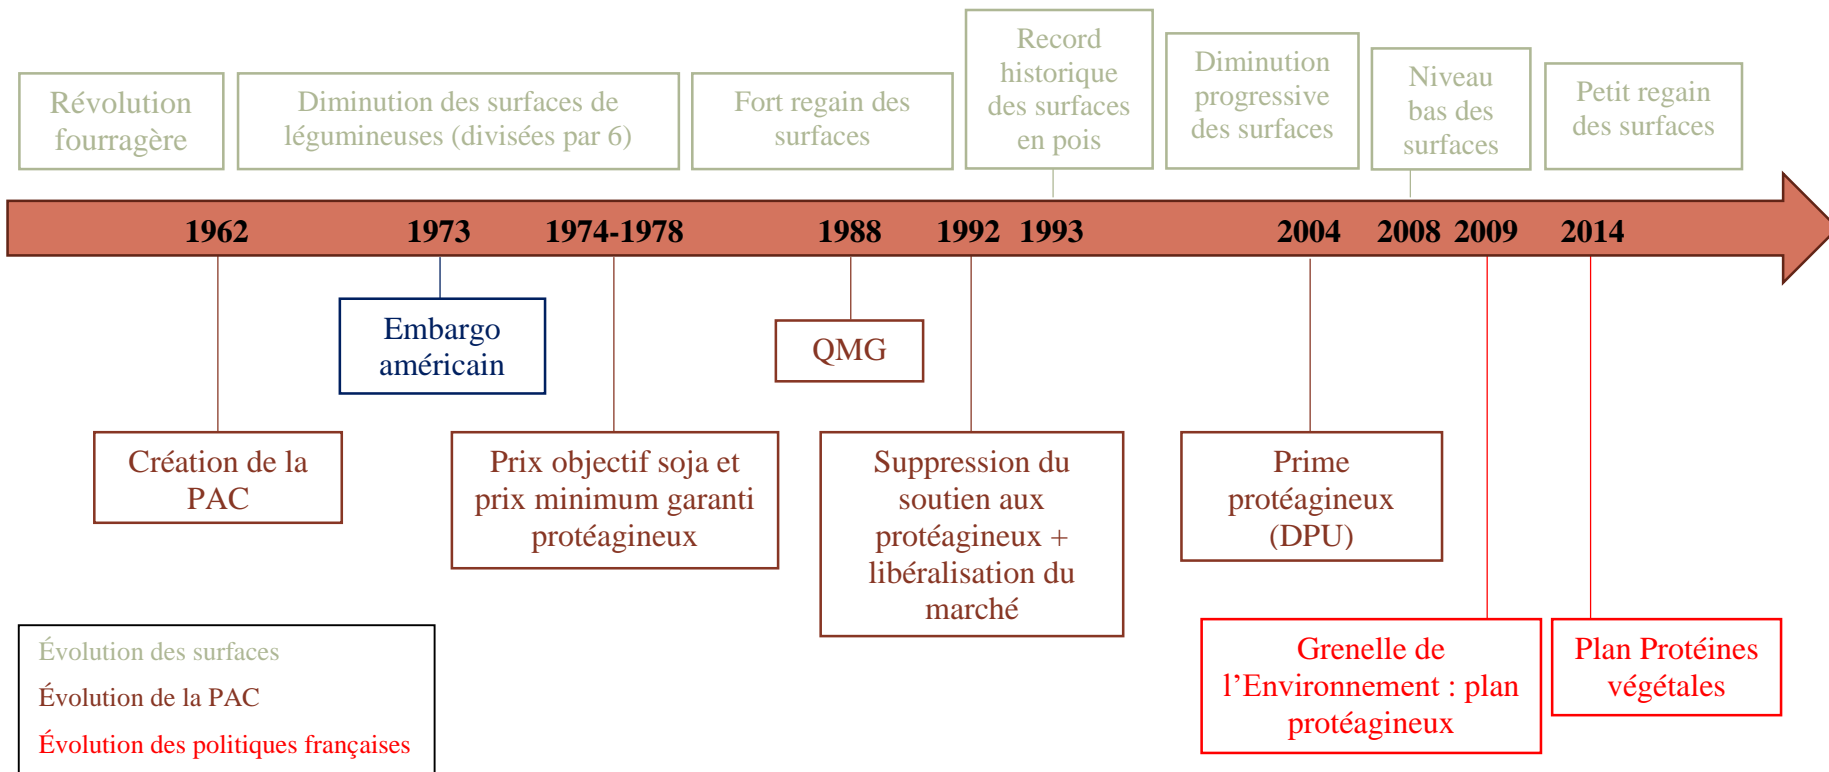 Révolution
fourragère
Diminution des surfaces de
légumineuses (divisées par 6)
Fort regain des
surfaces
Record
historique
des surfaces
en pois
Diminution
progressive
des surfaces
Niveau
bas des
surfaces
Petit regain
des surfaces
1962 1973 1974-1978 1988 1992 1993 2004 2008 2009 2014
Embargo
américain
QMG
Création de la
PAC
Prix objectif soja et
prix minimum garanti
protéagineux
Suppression du
soutien aux
protéagineux +
libéralisation du
marché
Prime
protéagineux
(DPU)
Grenelle de
l’Environnement : plan
protéagineux
Plan Protéines
végétales
Évolution des surfaces
Évolution de la PAC
Évolution des politiques françaises